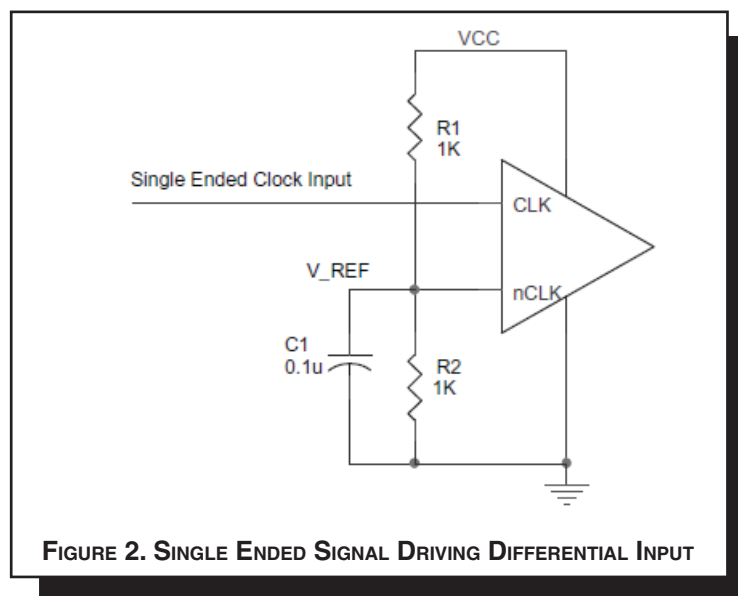 VCC
R1
1K
Single Ended Clock Input
CLK
V_REF
nCLK
C1
0.1u
R2
1K
FIGURE 2. SINGLE ENDED SIGNAL DRIVING DIFFERENTIAL INPUT